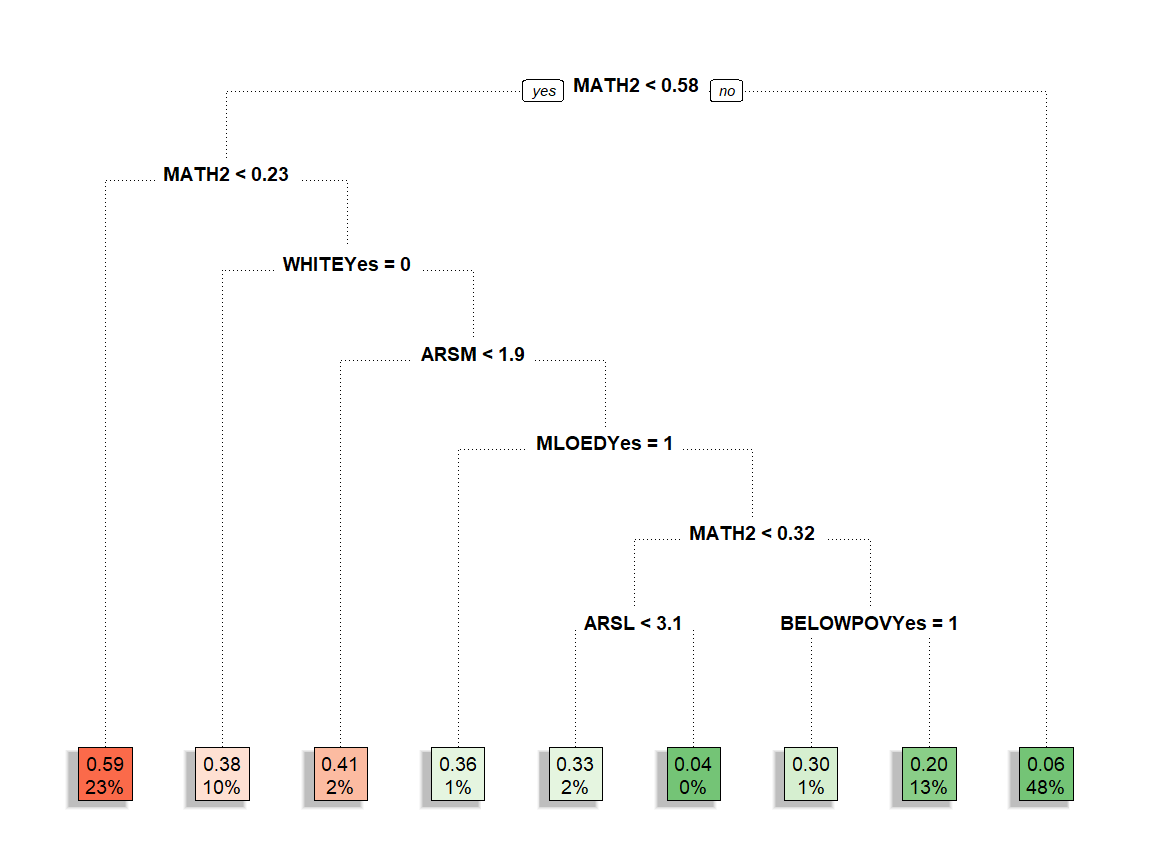 yes MATH2 < 0.58 no
MATH2 < 0.23
WHITEYes = 0
ARSM < 1.9
MLOEDYes = 1
MATH2 < 0.32
ARSL < 3.1 BELOWPOVYes = 1
0.59 0.38 0.41 0.36 0.33 0.04 0.30 0.20 0.06
23% 10% 2% 1% 2% 0% 1% 13% 48%